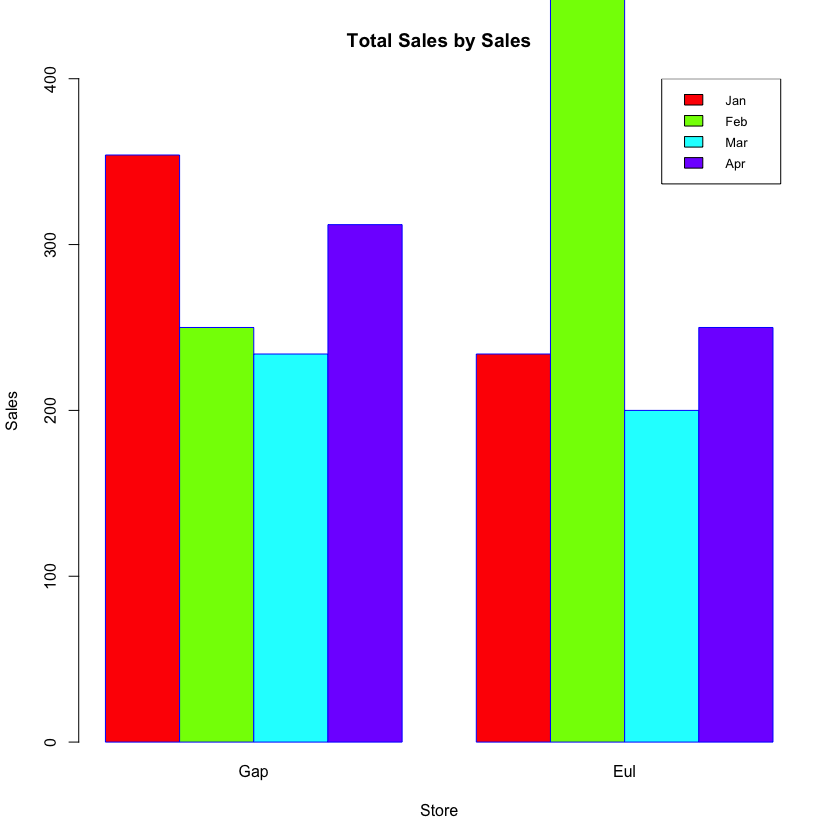 Total Sales by Sales
Jan
Feb
Mar
Apr
400
300
200
100
0
Sales
Gap
Eul
Store